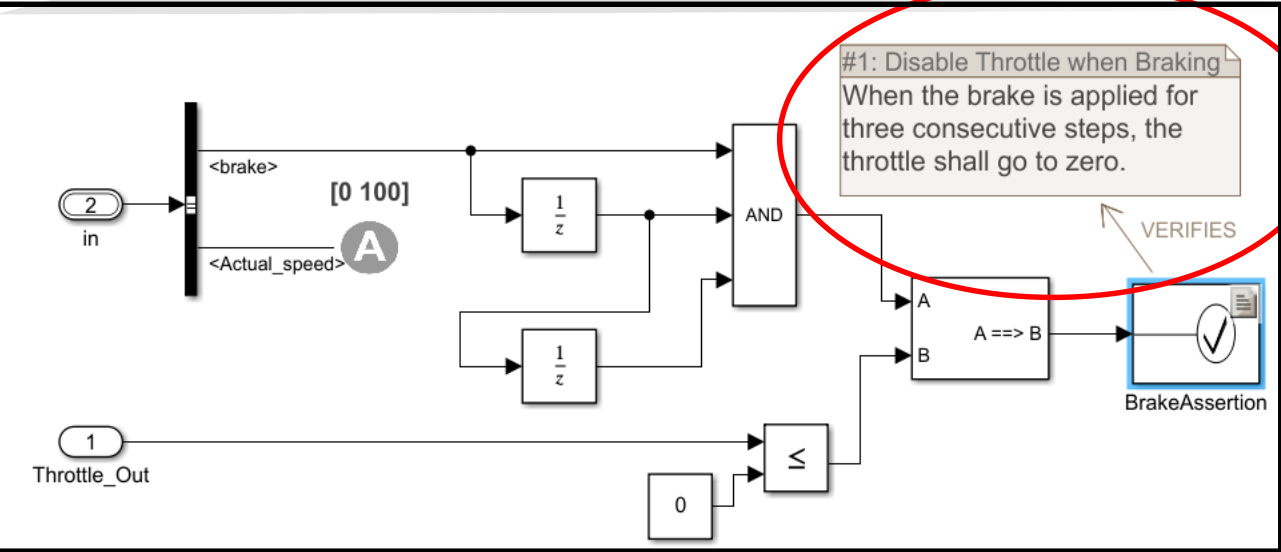 #1: Disable Throttle when Braking
When the brake is applied for
three consecutive steps, the
throttle shall go to zero.
VERIFIES
<brake>
[0 100]
1
z
AND
2
in
A
<Actual_speed>
A
A ==> B
B
1
z
BrakeAssertion
1
Throttle_Out
≤
0